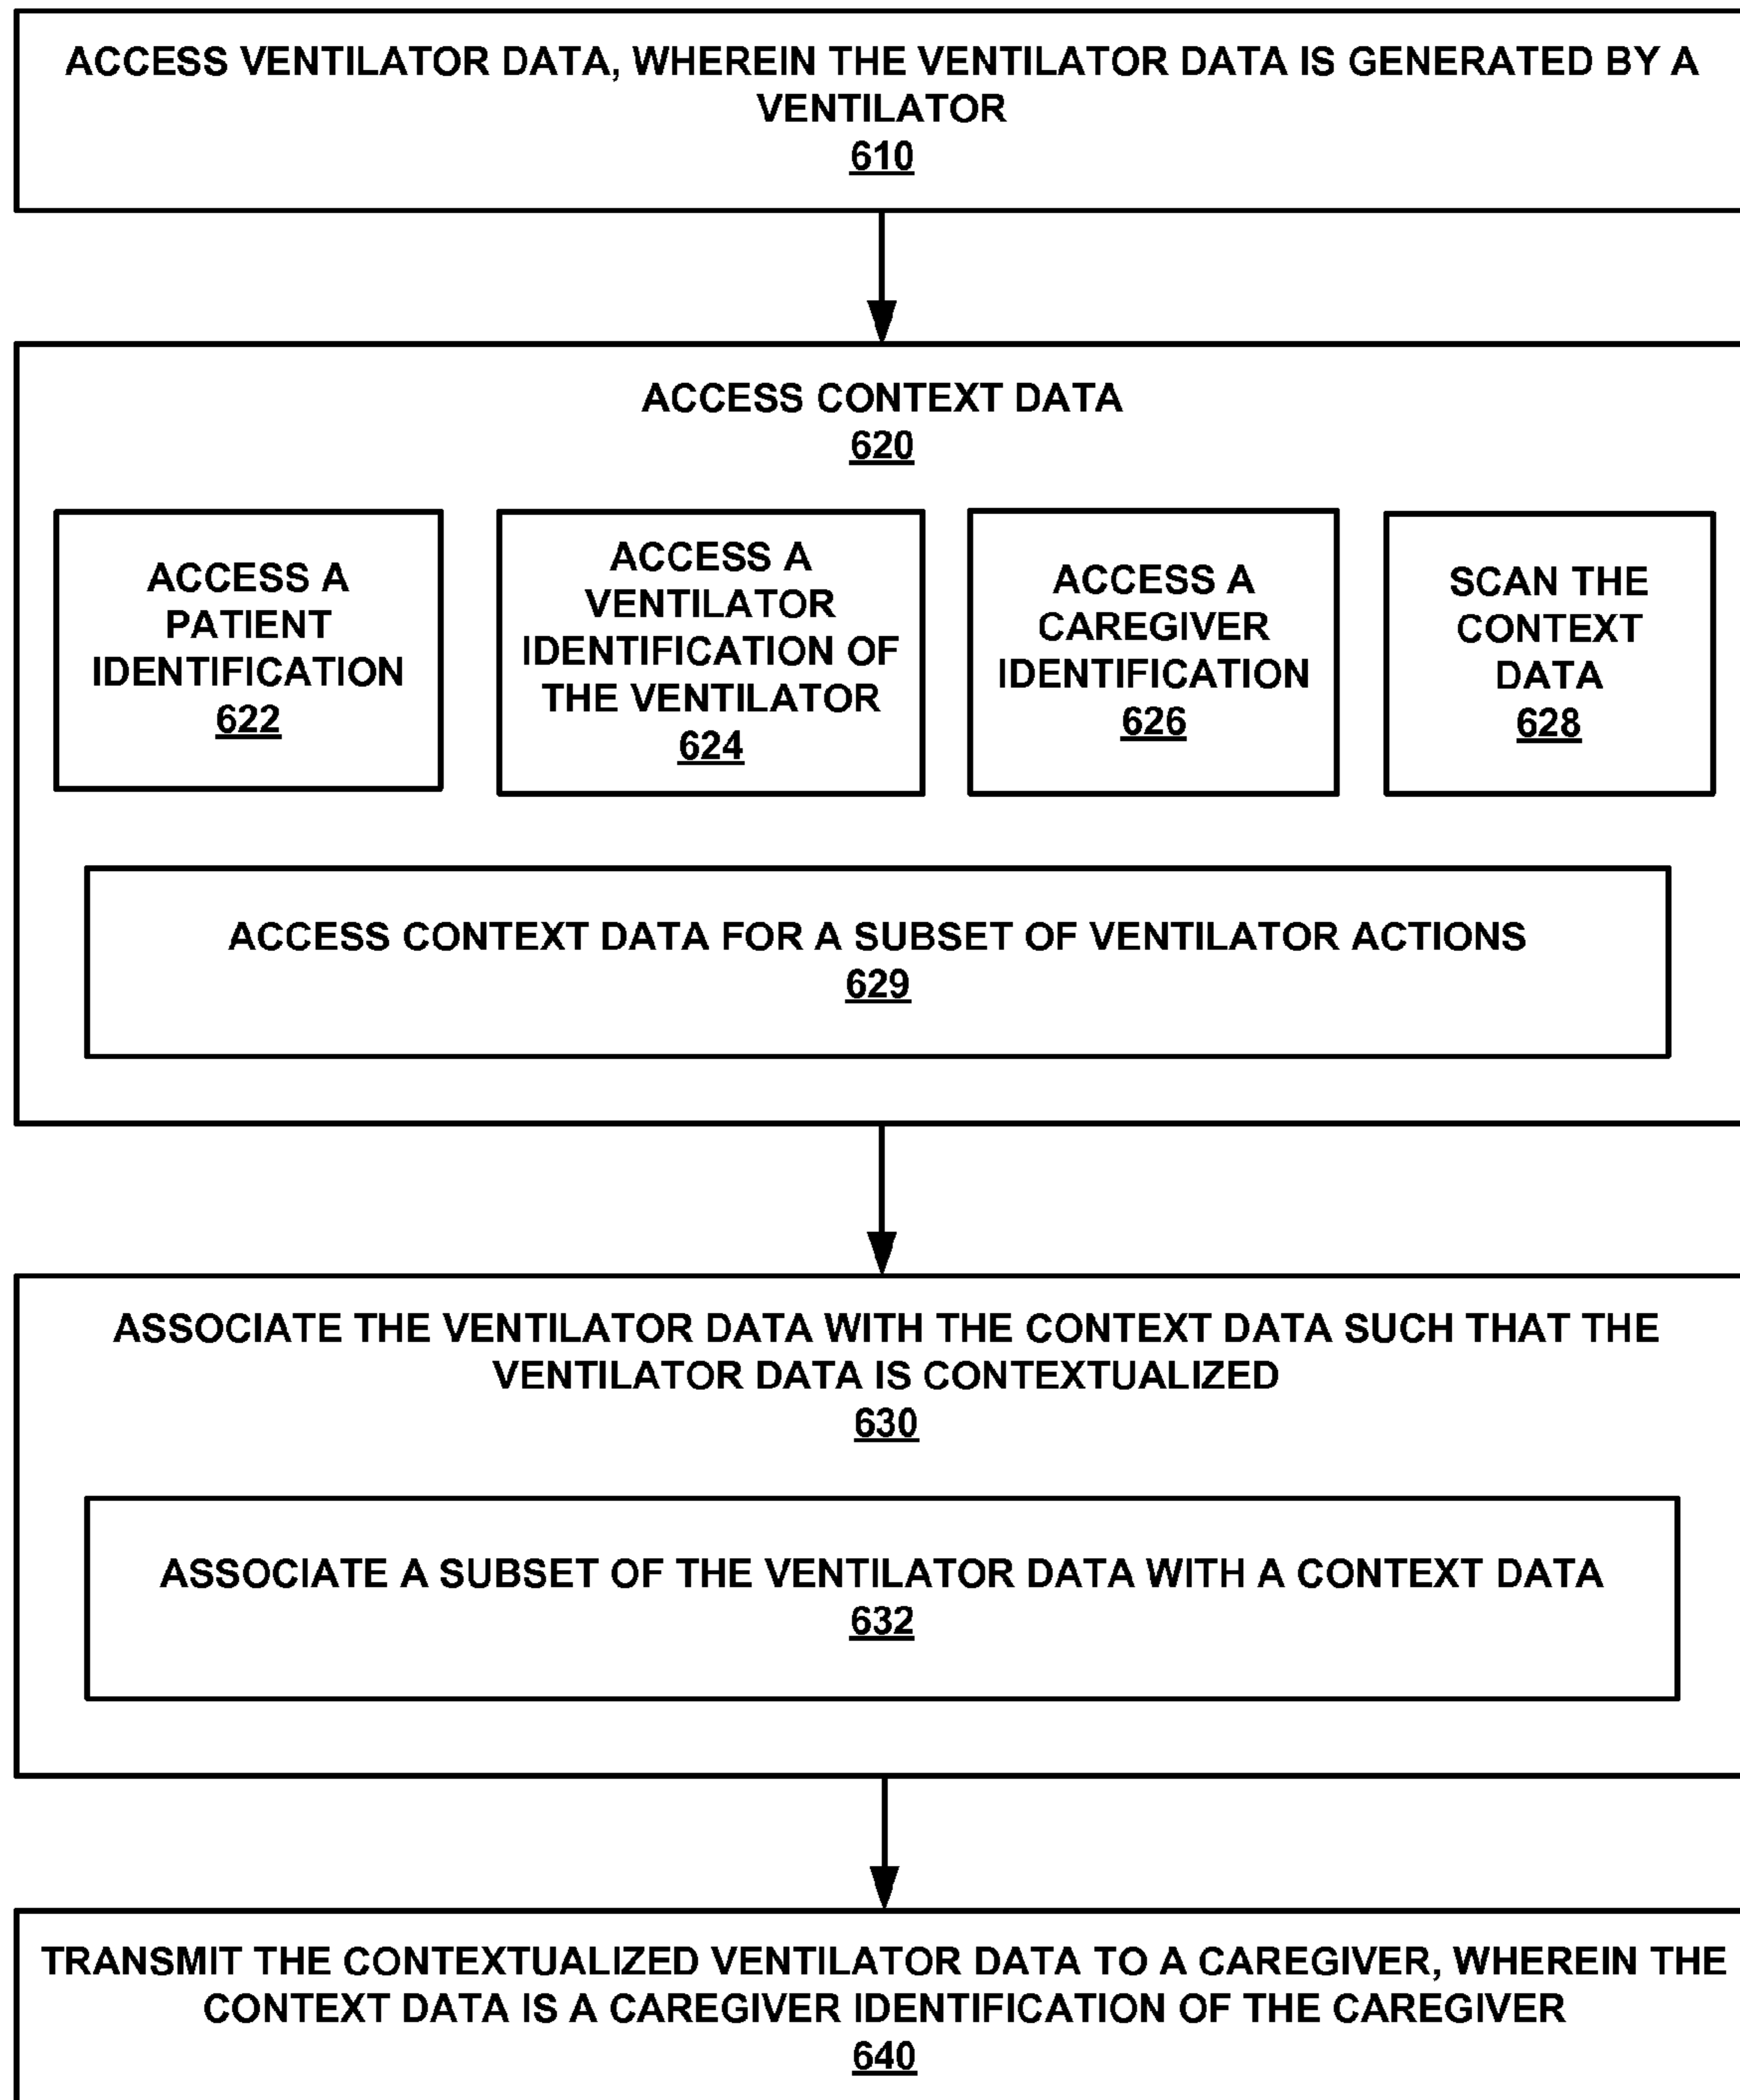 ACCESS VENTILATOR DATA, WHEREIN THE VENTILATOR DATA IS GENERATED BY A
VENTILATOR
610
ACCESS CONTEXT DATA
620
ACCESS A
PATIENT
IDENTIFICATION
622
ACCESS A
VENTILATOR
IDENTIFICATION OF
THE VENTILATOR
624
ACCESS A
CAREGIVER
IDENTIFICATION
626
SCAN THE
CONTEXT
DATA
628
ACCESS CONTEXT DATA FOR A SUBSET OF VENTILATOR ACTIONS
629
ASSOCIATE THE VENTILATOR DATA WITH THE CONTEXT DATA SUCH THAT THE
VENTILATOR DATA IS CONTEXTUALIZED
630
ASSOCIATE A SUBSET OF THE VENTILATOR DATA WITH A CONTEXT DATA
632
TRANSMIT THE CONTEXTUALIZED VENTILATOR DATA TO A CAREGIVER, WHEREIN THE
CONTEXT DATA IS A CAREGIVER IDENTIFICATION OF THE CAREGIVER
640